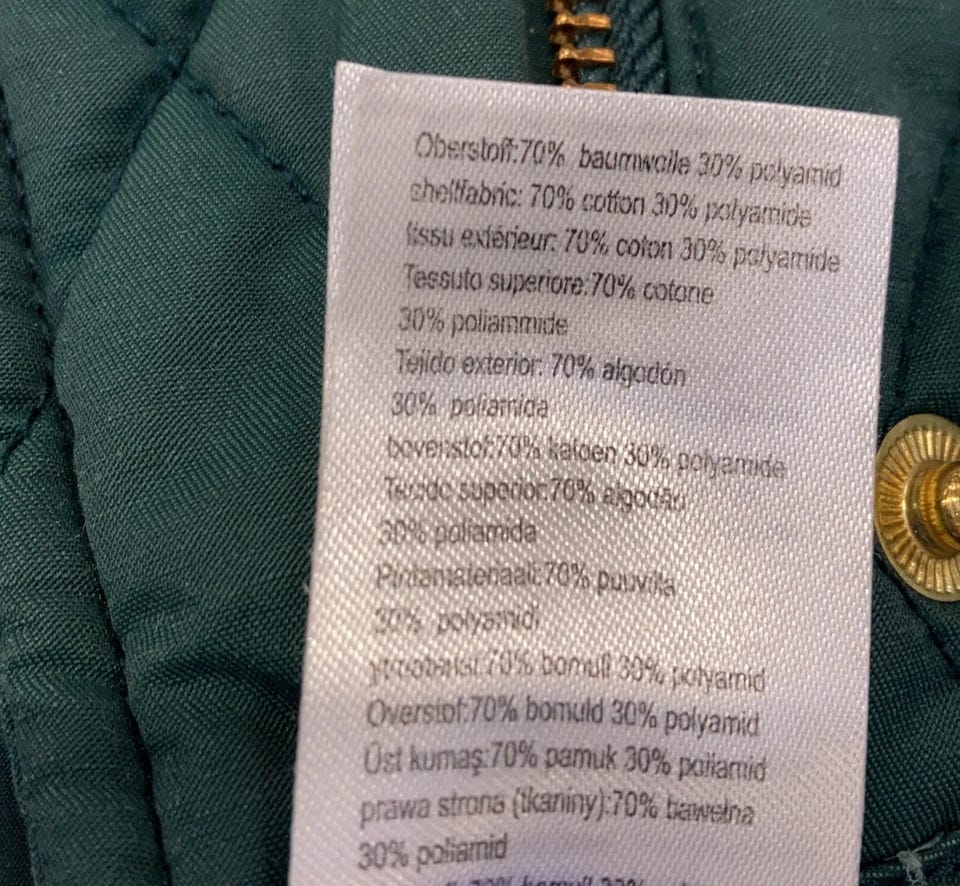 Oberstoff:70% baumwolle 30% polyamid
shellfabric: 70% cotton 30% polyamide
tissu extérieur: 70% coton 30% polyamide
Tessuto superiore:70% cotone
30% poliammide
Tejido exterior: 70% algodón
30% poliamida
bovenstof:70% katoen 30% polyamide
Tecido superior:70% algodão
30% poliamida
Pintamateriaali:70% puuvilla
30% polyamidi
70% bomull 30% polyamid
Overstof:70% bomuld 30% polyamid
Üst kumaş:70% pamuk 30% poliamid
prawa strona (tkaniny):70% bawełna
30% poliamid